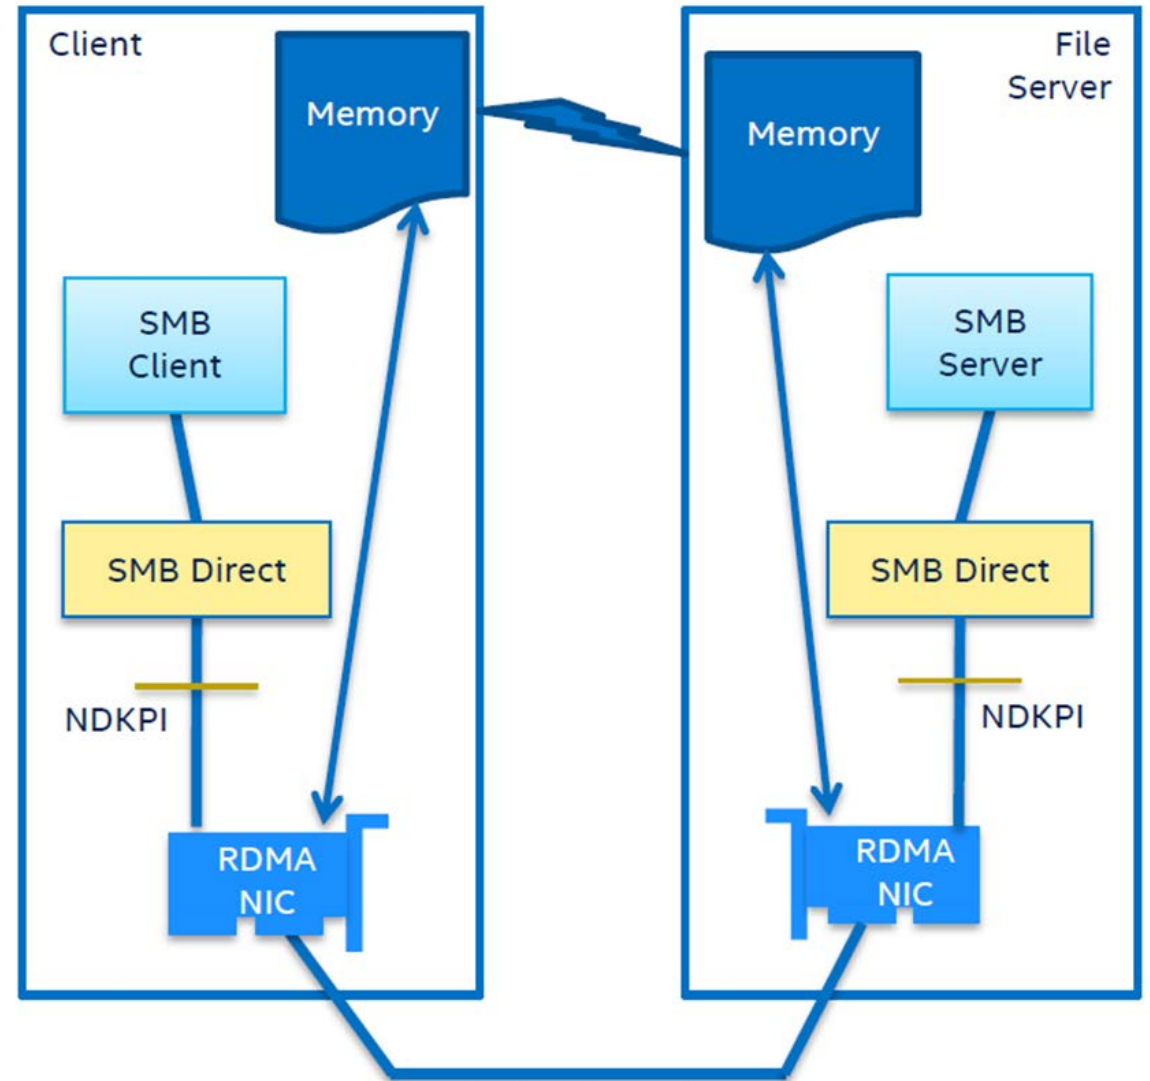 Client
Memory
SMB
Client
SMB Direct
NDKPI
RDMA
NIC
File
Server
Memory
SMB
Server
SMB Direct
NDKPI
RDMA
NIC